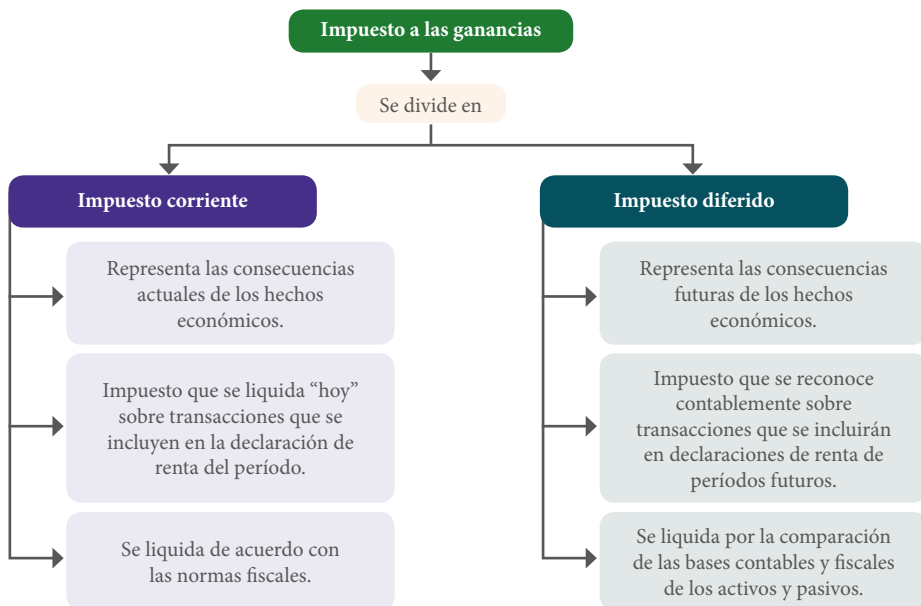 Impuesto a las ganancias
Se divide en
Impuesto corriente
Representa las consecuencias
actuales de los hechos
económicos.
Impuesto que se liquida “hoy”
sobre transacciones que se
incluyen en la declaración de
renta del período.
Se liquida de acuerdo con
las normas fiscales.
Impuesto diferido
Representa las consecuencias
futuras de los hechos
económicos.
Impuesto que se reconoce
contablemente sobre
transacciones que se incluirán
en declaraciones de renta de
períodos futuros.
Se liquida por la comparación
de las bases contables y fiscales
de los activos y pasivos.